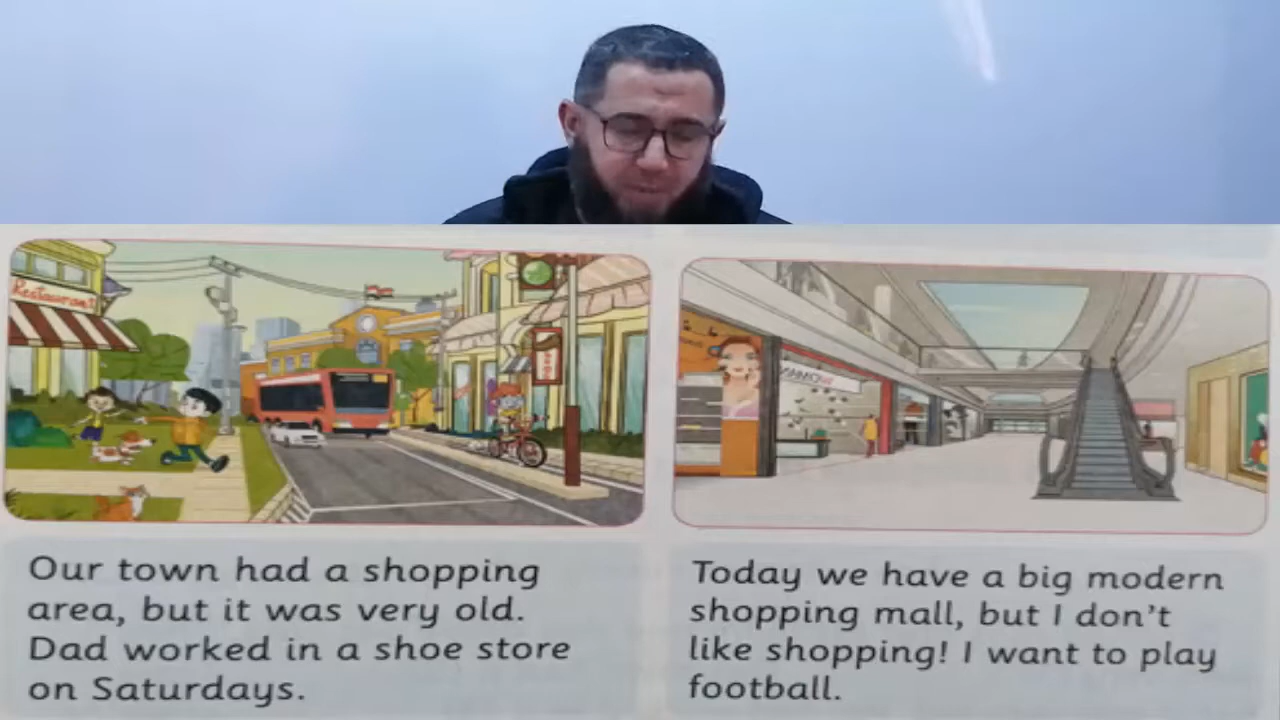 Restaurant
Our town had a shopping
area, but it was very old.
Dad worked in a shoe store
on Saturdays.
Today we have a big modern
shopping mall, but I don't
like shopping! I want to play
football.